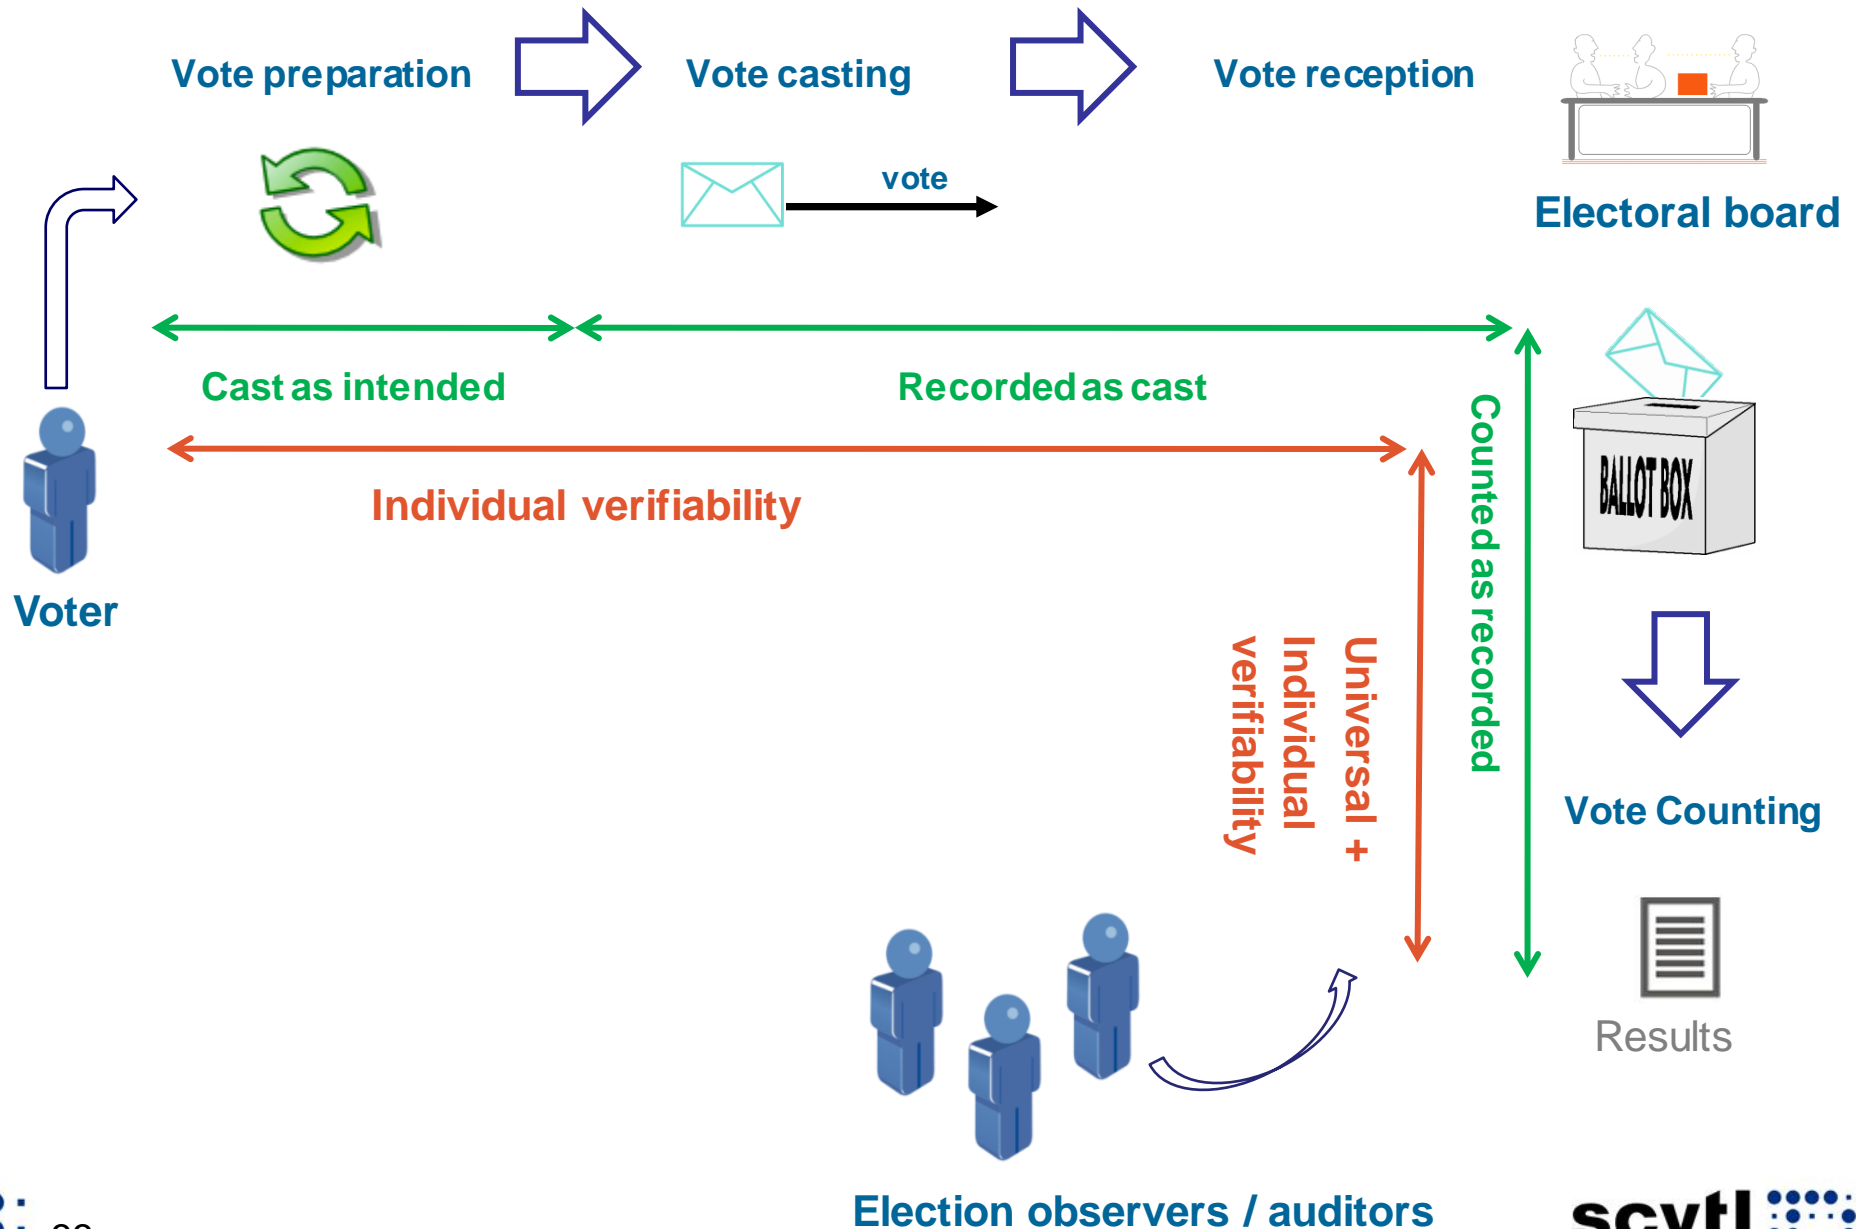 Vote preparation
Vote casting
Vote reception
vote
Electoral board
Cast as intended
Recorded as cast
Individual verifiability
Counted as recorded
BALLOT BOX
Voter
Universal +
Individual
verifiability
Vote Counting
Results
Election observers / auditors
scytl